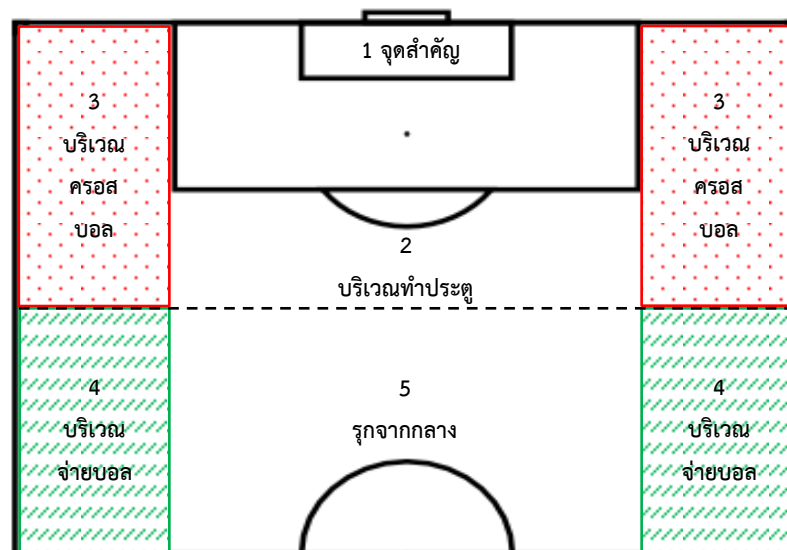 1 จุดสำคัญ
3
บริเวณ
ครอส
บอล
3
บริเวณ
ครอส
บอล
2
บริเวณทำประตู
4
บริเวณ
จ่ายบอล
5
รุกจากกลาง
4
บริเวณ
จ่ายบอล